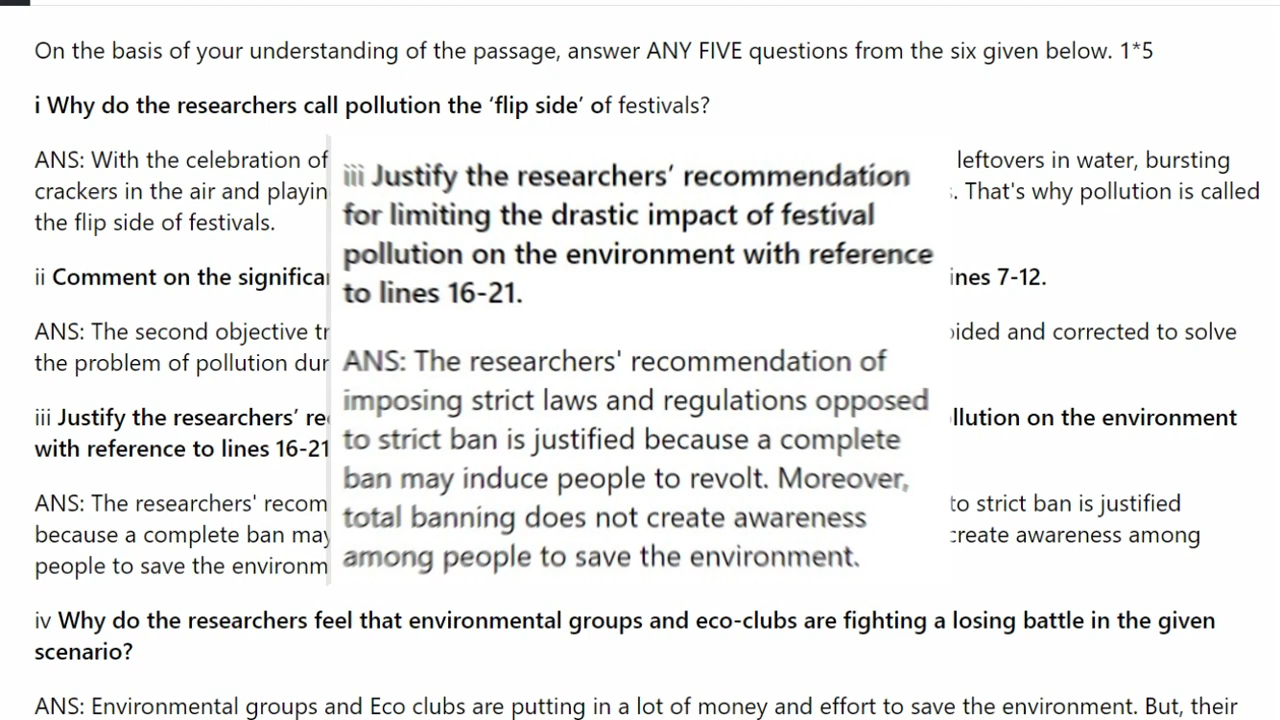 On the basis of your understanding of the passage, answer ANY FIVE questions from the six given below. 1*5
i Why do the researchers call pollution the ‘flip side’ of festivals?
ANS: With the celebration of leftovers in water, bursting
crackers in the air and That's why pollution is called
the flip side of festivals.
ii Comment on the 7-12.
ANS: The second objective and corrected to solve
the problem of pollution
iii Justify the researchers’ on the environment
with reference to lines 16-21
ANS: The researchers' to strict ban is justified
because a complete ban may create awareness among
people to save the
iii Justify the researchers’ recommendation
for limiting the drastic impact of festival
pollution on the environment with reference
to lines 16-21.
ANS: The researchers' recommendation of
imposing strict laws and regulations opposed
to strict ban is justified because a complete
ban may induce people to revolt. Moreover,
total banning does not create awareness
among people to save the environment.
iv Why do the researchers feel that environmental groups and eco-clubs are fighting a losing battle in the given
scenario?
ANS: Environmental groups and Eco clubs are putting in a lot of money and effort to save the environment. But, their